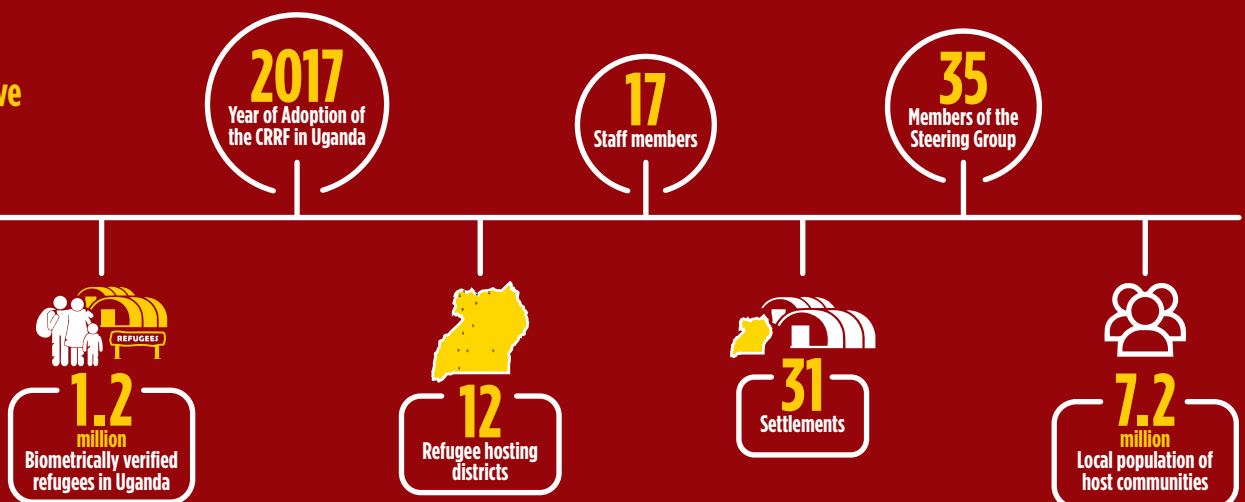 2017
Year of Adoption of
the CRRF in Uganda
17
Staff members
35
Members of the
Steering Group
REFUGEES
1.2
million
Biometrically verified
refugees in Uganda
12
Refugee hosting
districts
31
Settlements
7.2
million
Local population of
host communities